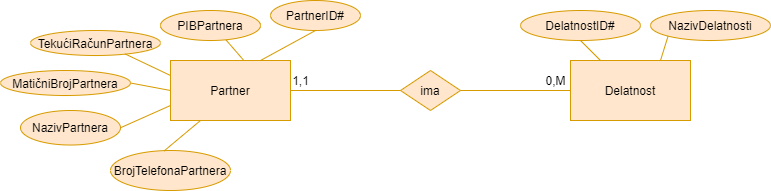 PartnerID#
PIBPartnera
TekućiRačunPartnera
MatičniBrojPartnera
NazivPartnera
BrojTelefonaPartnera
Partner
1,1
ima
0,M
DelatnostID#
NazivDelatnosti
Delatnost